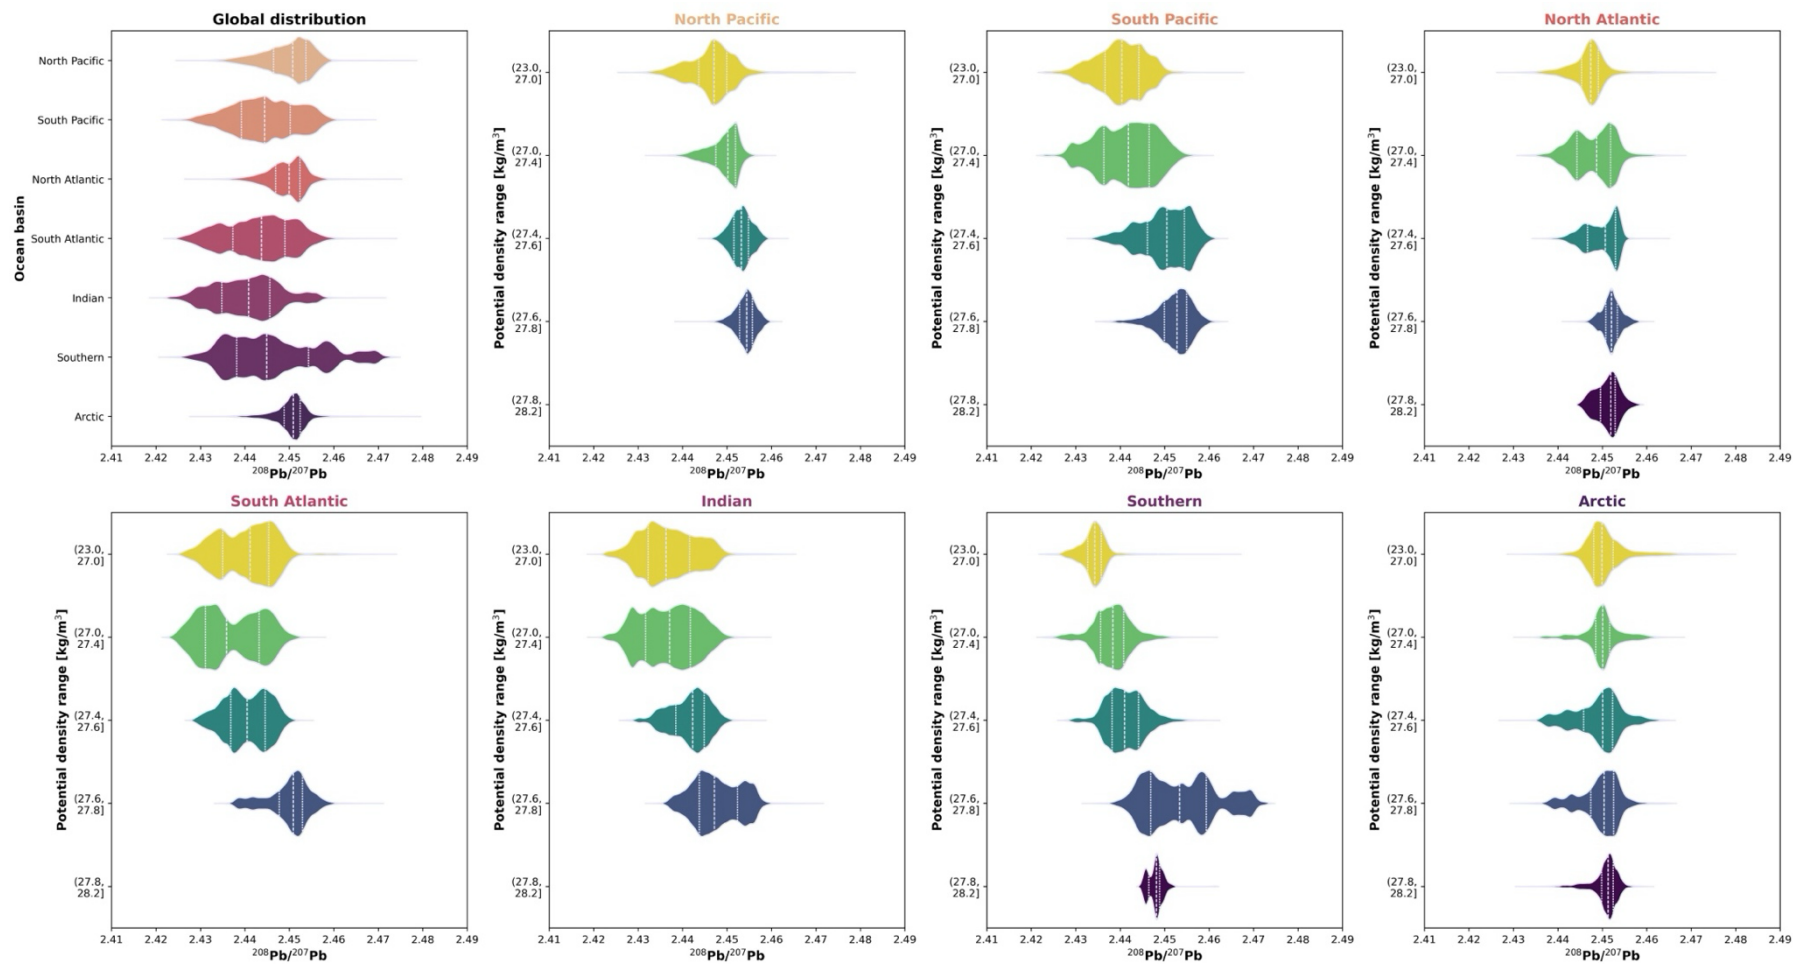 Global distribution
Ocean basin
North Pacific
South Pacific
North Atlantic
South Atlantic
Indian
Southern
Arctic
2.41 2.42 2.43 2.44 2.45 2.46 2.47 2.48 2.49
²⁰⁸Pb/²⁰⁷Pb
North Pacific
Potential density range [kg/m³]
(23.0,
27.0]
(27.0,
27.4]
(27.4,
27.6]
(27.6,
27.8]
(27.8,
28.2]
2.41 2.42 2.43 2.44 2.45 2.46 2.47 2.48 2.49
²⁰⁸Pb/²⁰⁷Pb
South Pacific
Potential density range [kg/m³]
(23.0,
27.0]
(27.0,
27.4]
(27.4,
27.6]
(27.6,
27.8]
(27.8,
28.2]
2.41 2.42 2.43 2.44 2.45 2.46 2.47 2.48 2.49
²⁰⁸Pb/²⁰⁷Pb
North Atlantic
Potential density range [kg/m³]
(23.0,
27.0]
(27.0,
27.4]
(27.4,
27.6]
(27.6,
27.8]
(27.8,
28.2]
2.41 2.42 2.43 2.44 2.45 2.46 2.47 2.48 2.49
²⁰⁸Pb/²⁰⁷Pb
South Atlantic
Potential density range [kg/m³]
(23.0,
27.0]
(27.0,
27.4]
(27.4,
27.6]
(27.6,
27.8]
(27.8,
28.2]
2.41 2.42 2.43 2.44 2.45 2.46 2.47 2.48 2.49
²⁰⁸Pb/²⁰⁷Pb
Indian
Potential density range [kg/m³]
(23.0,
27.0]
(27.0,
27.4]
(27.4,
27.6]
(27.6,
27.8]
(27.8,
28.2]
2.41 2.42 2.43 2.44 2.45 2.46 2.47 2.48 2.49
²⁰⁸Pb/²⁰⁷Pb
Southern
Potential density range [kg/m³]
(23.0,
27.0]
(27.0,
27.4]
(27.4,
27.6]
(27.6,
27.8]
(27.8,
28.2]
2.41 2.42 2.43 2.44 2.45 2.46 2.47 2.48 2.49
²⁰⁸Pb/²⁰⁷Pb
Arctic
Potential density range [kg/m³]
(23.0,
27.0]
(27.0,
27.4]
(27.4,
27.6]
(27.6,
27.8]
(27.8,
28.2]
2.41 2.42 2.43 2.44 2.45 2.46 2.47 2.48 2.49
²⁰⁸Pb/²⁰⁷Pb